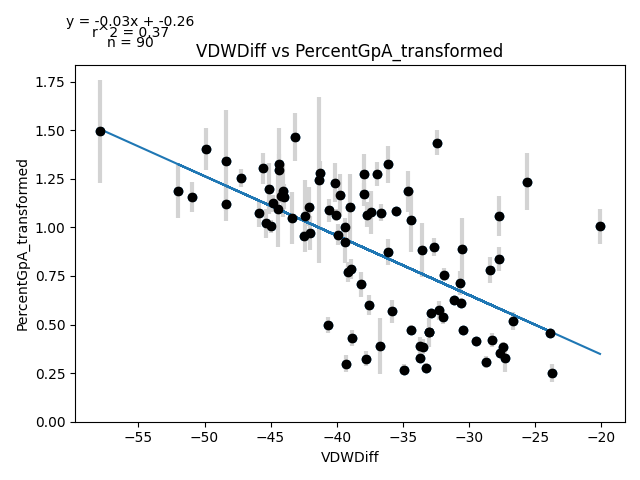 y = -0.03x + -0.26
r^2 = 0.37
n = 90
VDWDiff vs PercentGpA_transformed
PercentGpA_transformed
1.75
1.50
1.25
1.00
0.75
0.50
0.25
0.00
−55 −50 −45 −40 −35 −30 −25 −20
VDWDiff